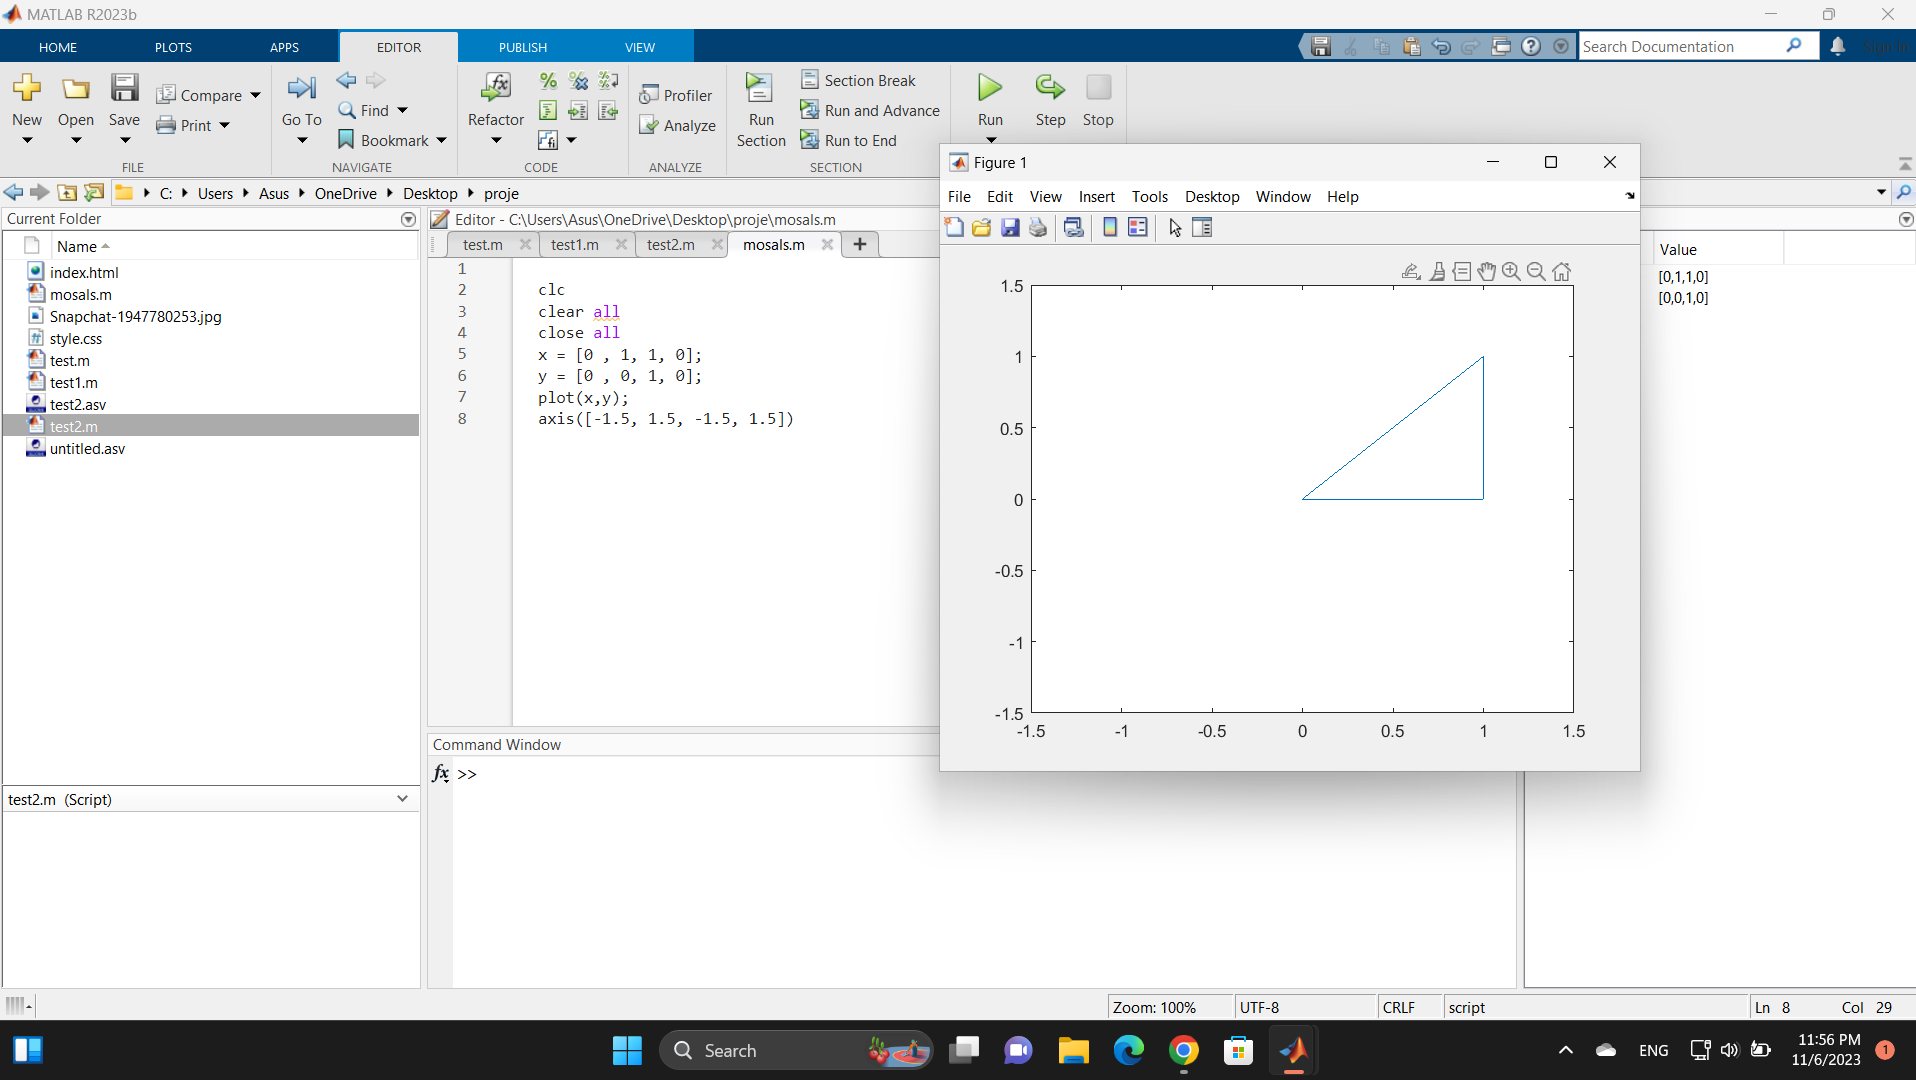 MATLAB R2023b
HOME PLOTS APPS EDITOR PUBLISH VIEW
Search Documentation
New Open Save Compare Print
FILE
Go To Find Bookmark
NAVIGATE
Refactor
CODE
Profiler
Analyze
ANALYZE
Run Section
Section Break
Run and Advance
Run to End
SECTION
Run Step Stop
C: Users Asus OneDrive Desktop proje
Current Folder
Name
index.html
mosals.m
Snapchat-1947780253.jpg
style.css
test.m
test1.m
test2.asv
test2.m
untitled.asv
test2.m (Script)
Editor - C:\Users\Asus\OneDrive\Desktop\proje\mosals.m
test.m test1.m test2.m mosals.m +
1
2 clc
3 clear all
4 close all
5 x = [0 , 1, 1, 0];
6 y = [0 , 0, 1, 0];
7 plot(x,y);
8 axis([-1.5, 1.5, -1.5, 1.5])
Command Window
fx >>
Figure 1
File Edit View Insert Tools Desktop Window Help
1.5
1
0.5
0
-0.5
-1
-1.5
-1.5 -1 -0.5 0 0.5 1 1.5
Value
[0,1,1,0]
[0,0,1,0]
Zoom: 100% UTF-8 CRLF script Ln 8 Col 29
Search
ENG
11:56 PM
11/6/2023
1